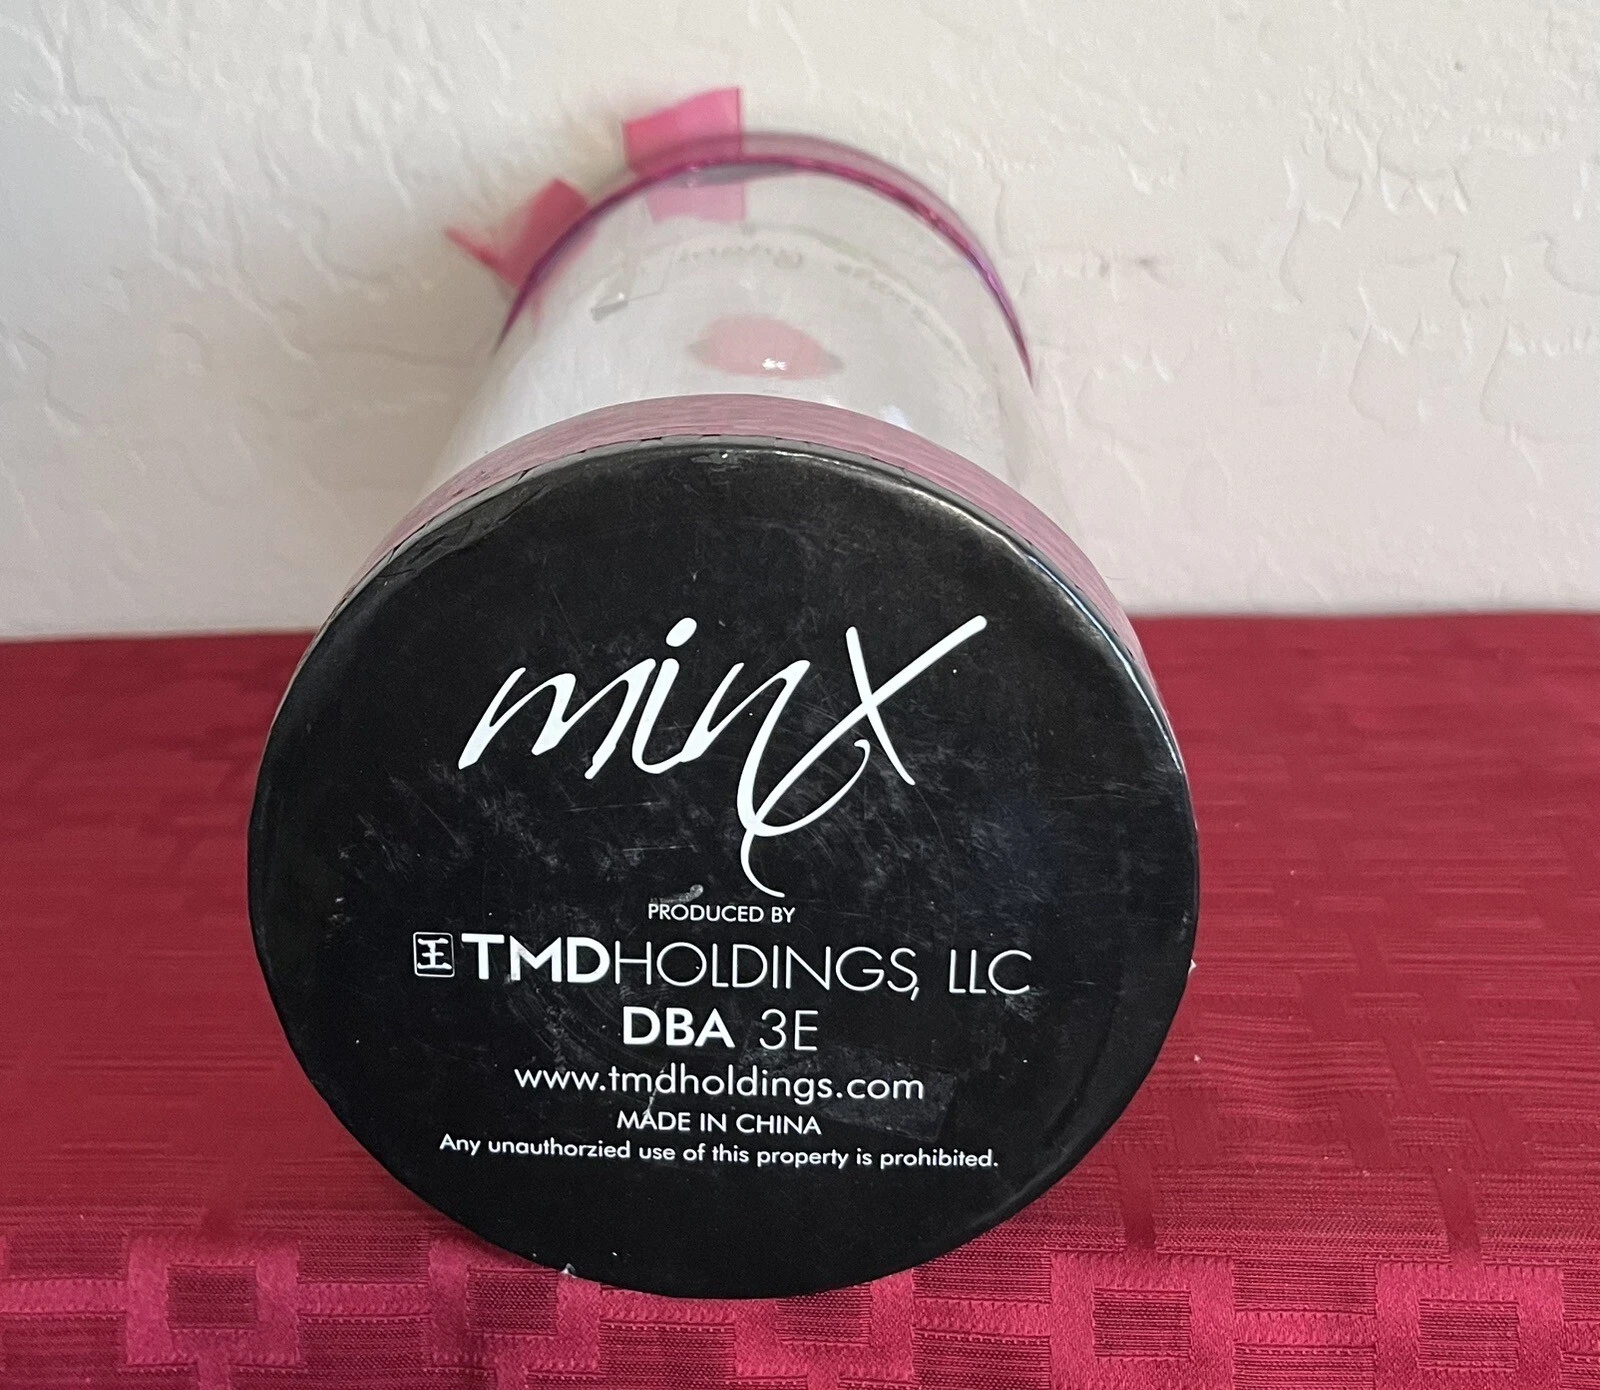 minx
PRODUCED BY
王 TMDHOLDINGS, LLC
DBA 3E
www.tmdholdings.com
MADE IN CHINA
Any unauthorzied use of this property is prohibited.